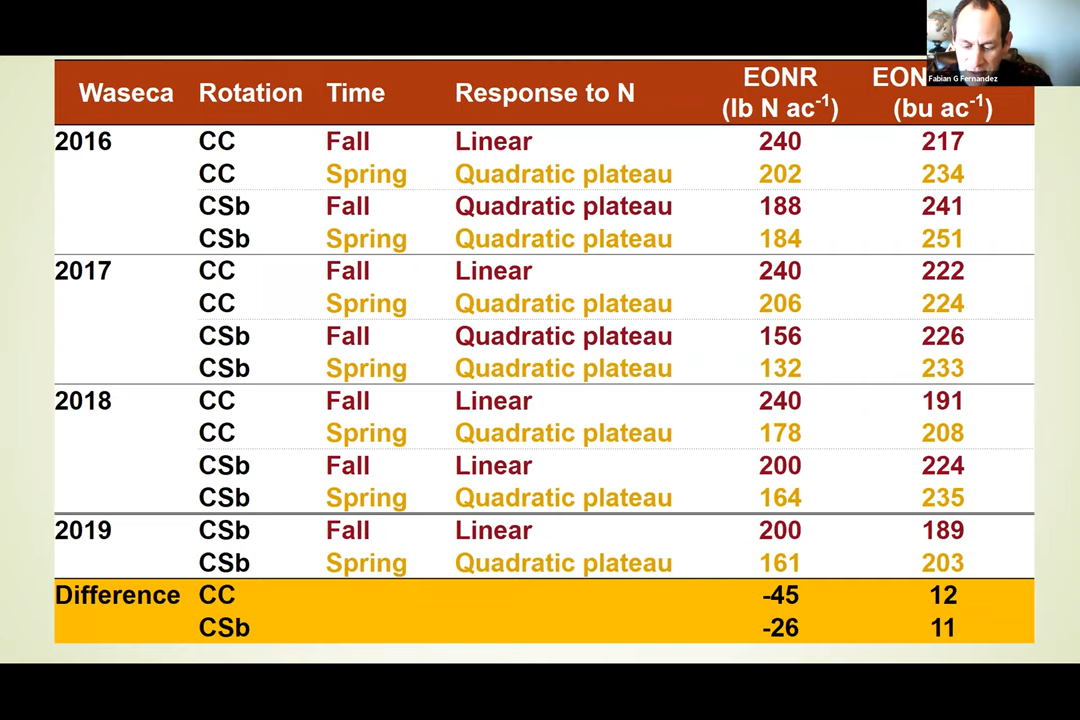 Fabian G Fernandez
Waseca Rotation Time Response to N EONR (lb N ac-1) EON (bu ac-1)
2016 CC Fall Linear 240 217
CC Spring Quadratic plateau 202 234
CSb Fall Quadratic plateau 188 241
CSb Spring Quadratic plateau 184 251
2017 CC Fall Linear 240 222
CC Spring Quadratic plateau 206 224
CSb Fall Quadratic plateau 156 226
CSb Spring Quadratic plateau 132 233
2018 CC Fall Linear 240 191
CC Spring Quadratic plateau 178 208
CSb Fall Linear 200 224
CSb Spring Quadratic plateau 164 235
2019 CSb Fall Linear 200 189
CSb Spring Quadratic plateau 161 203
Difference CC -45 12
CSb -26 11